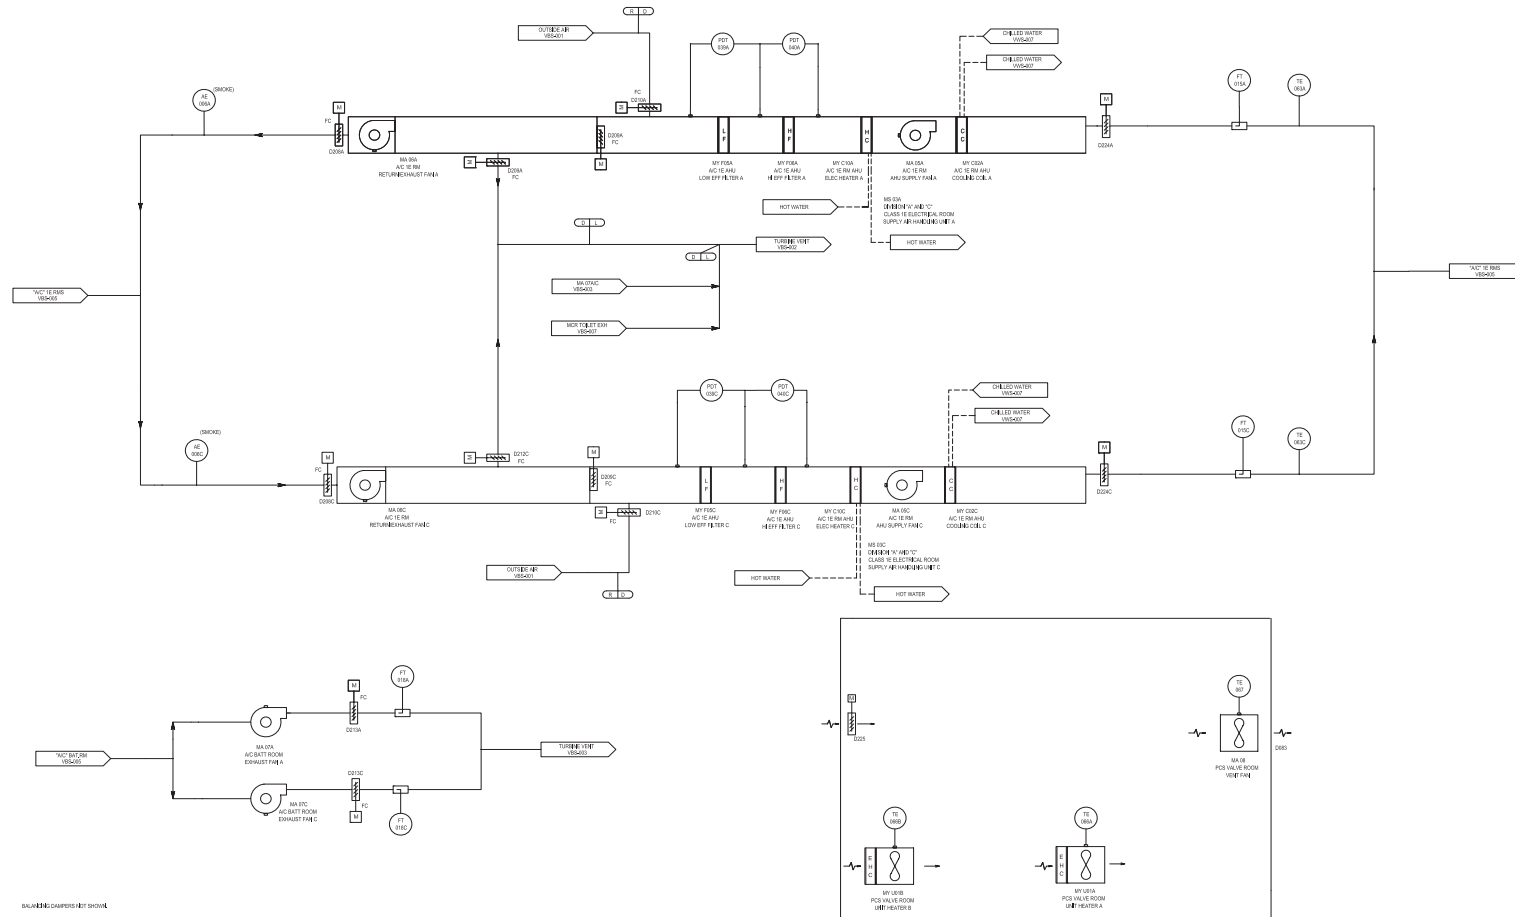 R D
OUTSIDE AIR
VBS-001
PDT
039A
PDT
040A
CHILLED WATER
VWS-007
CHILLED WATER
VWS-007
FT
015A
TE
063A
AE
006A
(SMOKE)
M
FC
D208A
FC
D210A
M
D209A
FC
M
M
D209A
FC
LF
HF
HC
CC
M
D224A
MA 06A
A/C 1E RM
RETURN/EXHAUST FAN A
MY F05A
A/C 1E AHU
LOW EFF FILTER A
MY F06A
A/C 1E AHU
HI EFF FILTER A
MY C10A
A/C 1E RM AHU
ELEC HEATER A
MA 05A
A/C 1E RM
AHU SUPPLY FAN A
MY C02A
A/C 1E RM AHU
COOLING COIL A
HOT WATER
MS 03A
DIVISION "A" AND "C"
CLASS 1E ELECTRICAL ROOM
SUPPLY AIR HANDLING UNIT A
HOT WATER
D L
D L
TURBINE VENT
VBS-002
MA 07A/C
VBS-003
MCR TOILET EXH
VBS-007
"A/C" 1E RMS
VBS-005
"A/C" 1E RMS
VBS-005
PDT
039C
PDT
040C
CHILLED WATER
VWS-007
CHILLED WATER
VWS-007
FT
015C
TE
063C
AE
006C
(SMOKE)
M
FC
D208C
M
D212C
FC
M
D209C
FC
M
FC
D210C
LF
HF
HC
CC
M
D224C
MA 06C
A/C 1E RM
RETURN/EXHAUST FAN C
MY F05C
A/C 1E AHU
LOW EFF FILTER C
MY F06C
A/C 1E AHU
HI EFF FILTER C
MY C10C
A/C 1E RM AHU
ELEC HEATER C
MA 05C
A/C 1E RM
AHU SUPPLY FAN C
MY C02C
A/C 1E RM AHU
COOLING COIL C
MS 03C
DIVISION "A" AND "C"
CLASS 1E ELECTRICAL ROOM
SUPPLY AIR HANDLING UNIT C
OUTSIDE AIR
VBS-001
R D
HOT WATER
HOT WATER
"A/C" BAT.RM
VBS-005
MA 07A
A/C BATT ROOM
EXHAUST FAN A
M
FC
D213A
FT
018A
TURBINE VENT
VBS-003
MA 07C
A/C BATT ROOM
EXHAUST FAN C
D213C
FC
M
FT
018C
M
D225
TE
067
D083
MA 08
PCS VALVE ROOM
VENT FAN
TE
066B
EHC
MY U01B
PCS VALVE ROOM
UNIT HEATER B
TE
066A
EHC
MY U01A
PCS VALVE ROOM
UNIT HEATER A
BALANCING DAMPERS NOT SHOWN.